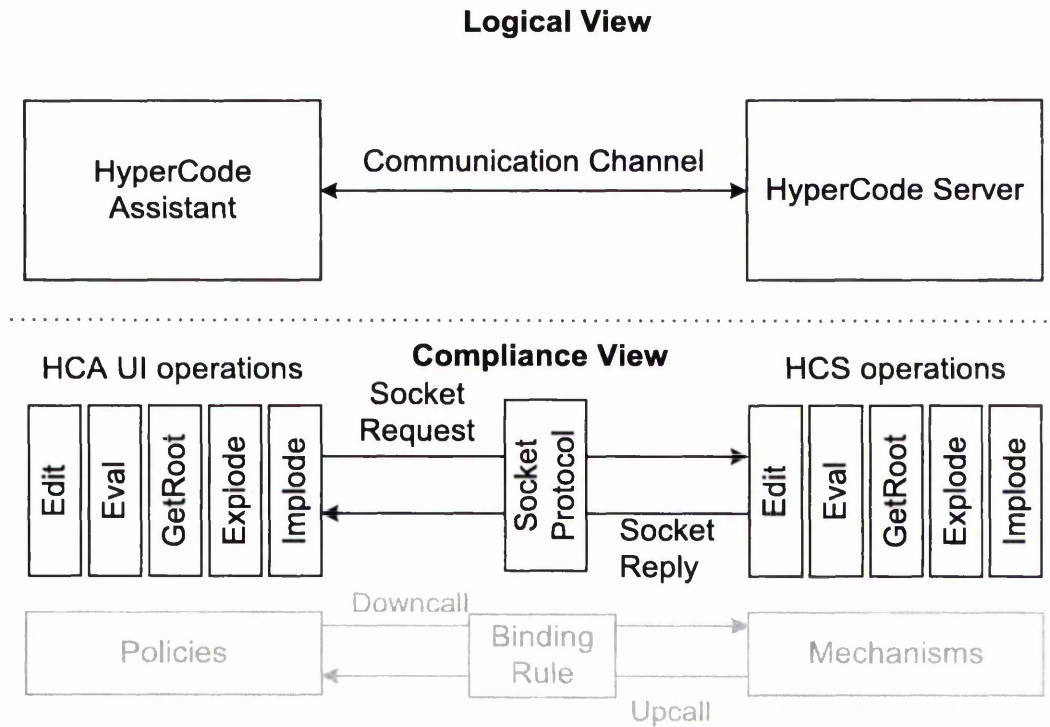 Logical View
HyperCode
Assistant
Communication Channel
HyperCode Server
Compliance View
HCA UI operations
HCS operations
Edit
Eval
GetRoot
Explode
Implode
Socket
Request
Socket
Protocol
Socket
Reply
Edit
Eval
GetRoot
Explode
Implode
Downcall
Policies
Binding
Rule
Mechanisms
Upcall